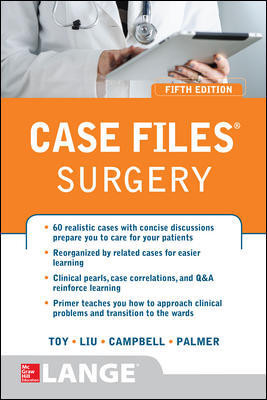 FIFTH EDITION
CASE FILES®
SURGERY
• 60 realistic cases with concise discussions
prepare you to care for your patients
• Reorganized by related cases for easier
learning
• Clinical pearls, case correlations, and Q&A
reinforce learning
• Primer teaches you how to approach clinical
problems and transition to the wards
TOY • LIU • CAMPBELL • PALMER
Mc
Graw
Hill
Education
LANGE®